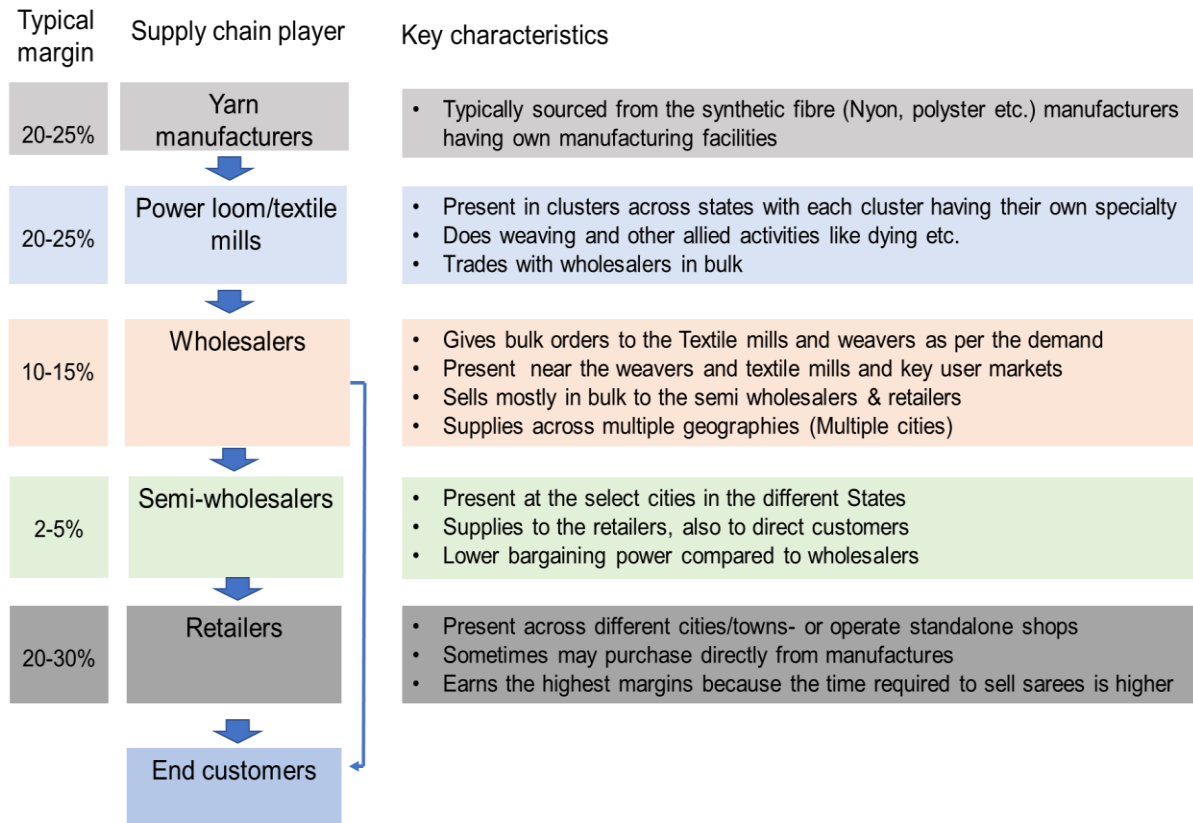 Typical
margin
Supply chain player
Key characteristics
20-25%
Yarn
manufacturers
• Typically sourced from the synthetic fibre (Nyon, polyster etc.) manufacturers
having own manufacturing facilities
20-25%
Power loom/textile
mills
• Present in clusters across states with each cluster having their own specialty
• Does weaving and other allied activities like dying etc.
• Trades with wholesalers in bulk
10-15%
Wholesalers
• Gives bulk orders to the Textile mills and weavers as per the demand
• Present near the weavers and textile mills and key user markets
• Sells mostly in bulk to the semi wholesalers & retailers
• Supplies across multiple geographies (Multiple cities)
2-5%
Semi-wholesalers
• Present at the select cities in the different States
• Supplies to the retailers, also to direct customers
• Lower bargaining power compared to wholesalers
20-30%
Retailers
• Present across different cities/towns- or operate standalone shops
• Sometimes may purchase directly from manufactures
• Earns the highest margins because the time required to sell sarees is higher
End customers